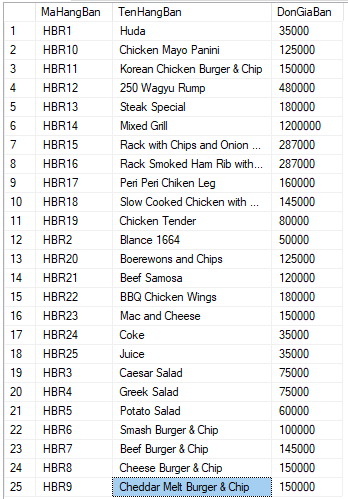 MaHangBan TenHangBan DonGiaBan
1 HBR1 Huda 35000
2 HBR10 Chicken Mayo Panini 125000
3 HBR11 Korean Chicken Burger & Chip 150000
4 HBR12 250 Wagyu Rump 480000
5 HBR13 Steak Special 180000
6 HBR14 Mixed Grill 1200000
7 HBR15 Rack with Chips and Onion ... 287000
8 HBR16 Rack Smoked Ham Rib with... 287000
9 HBR17 Peri Peri Chiken Leg 160000
10 HBR18 Slow Cooked Chicken with ... 145000
11 HBR19 Chicken Tender 80000
12 HBR2 Blance 1664 50000
13 HBR20 Boerewons and Chips 125000
14 HBR21 Beef Samosa 120000
15 HBR22 BBQ Chicken Wings 180000
16 HBR23 Mac and Cheese 150000
17 HBR24 Coke 35000
18 HBR25 Juice 35000
19 HBR3 Caesar Salad 75000
20 HBR4 Greek Salad 75000
21 HBR5 Potato Salad 60000
22 HBR6 Smash Burger & Chip 100000
23 HBR7 Beef Burger & Chip 145000
24 HBR8 Cheese Burger & Chip 150000
25 HBR9 Cheddar Melt Burger & Chip 150000